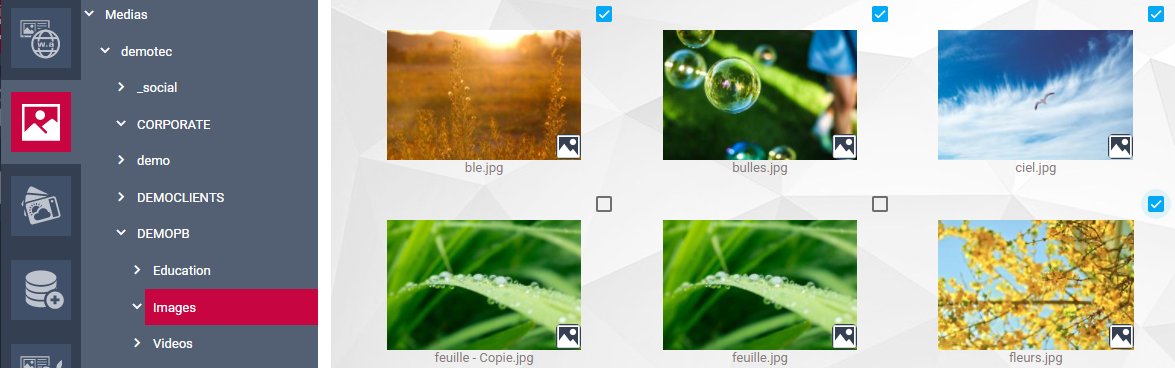 w.a
Medias
demotec
_social
CORPORATE
demo
DEMOCLIENTS
DEMOPB
Education
Images
Videos
ble.jpg
bulles.jpg
ciel.jpg
feuille - Copie.jpg
feuille.jpg
fleurs.jpg